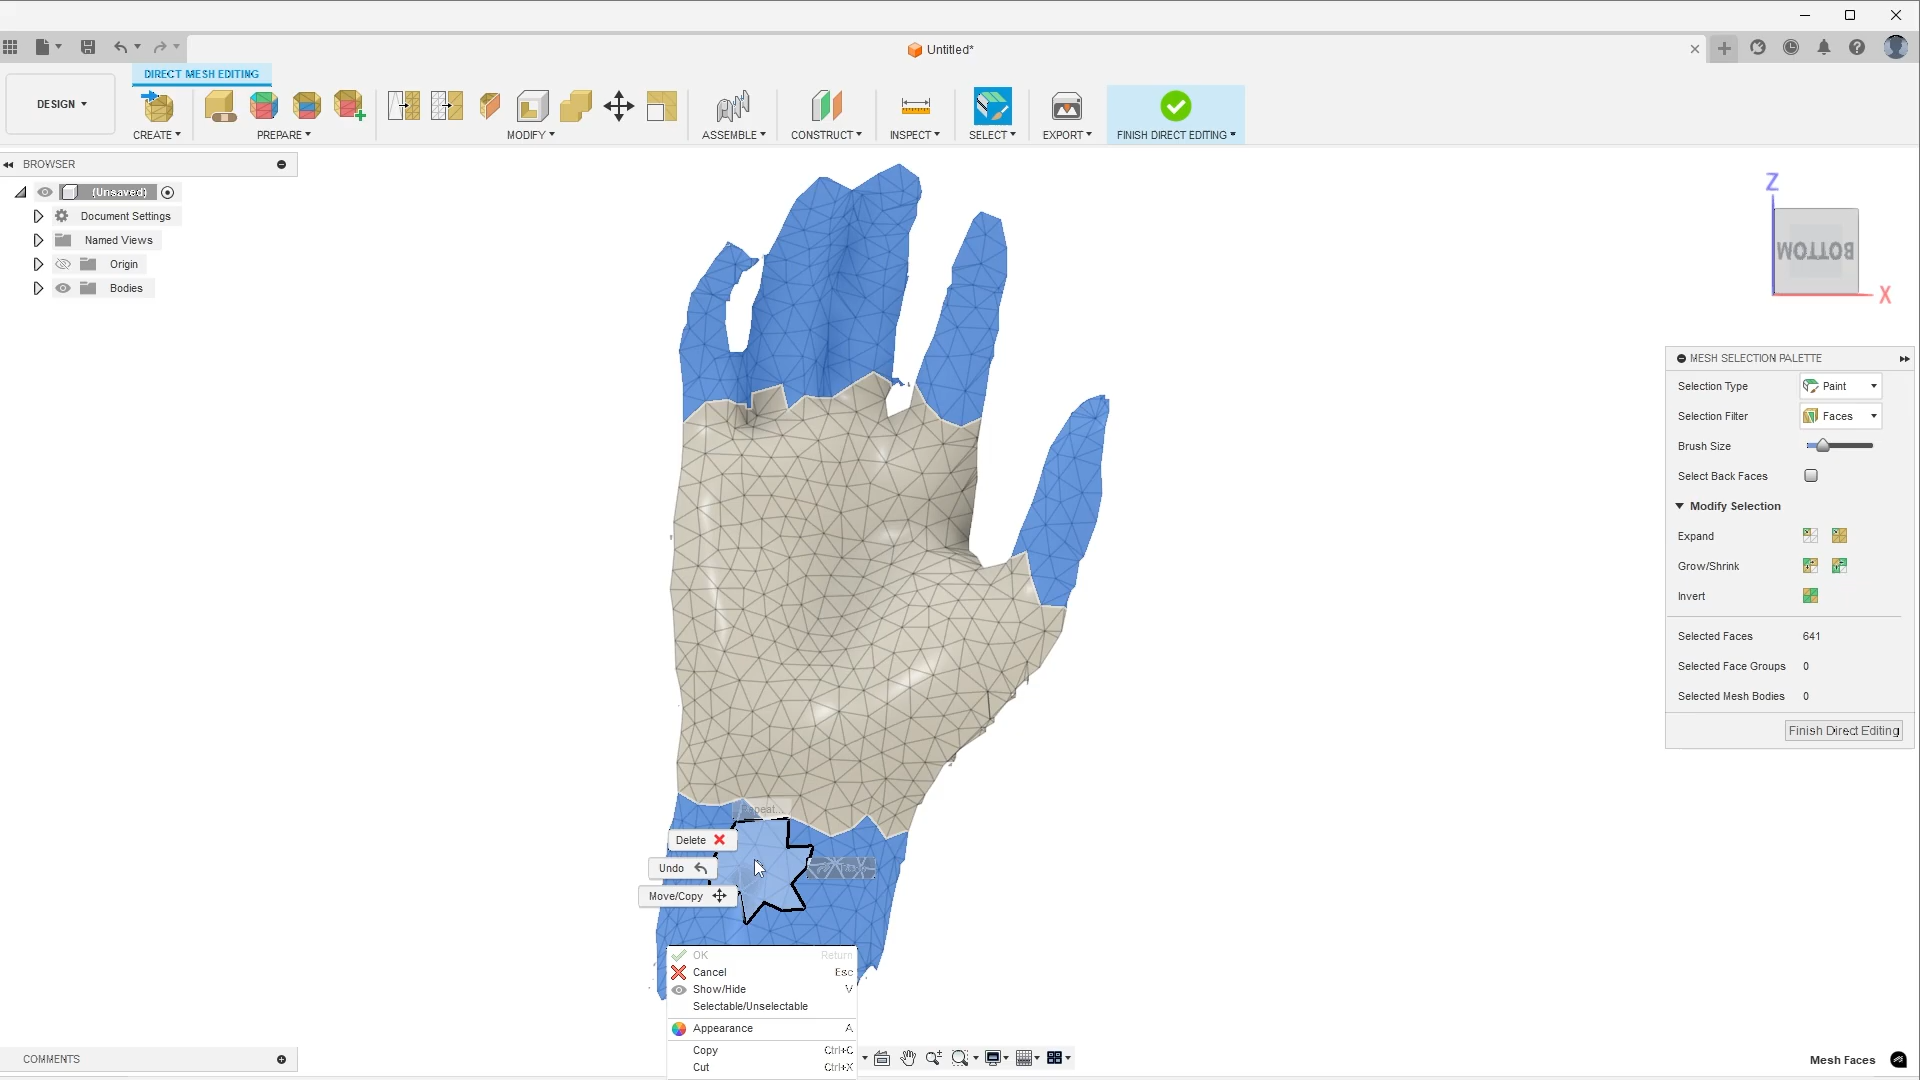 Untitled*
DIRECT MESH EDITING
DESIGN
CREATE
PREPARE
MODIFY
ASSEMBLE
CONSTRUCT
INSPECT
SELECT
EXPORT
FINISH DIRECT EDITING
BROWSER
(Unsaved)
Document Settings
Named Views
Origin
Bodies
Z
BOTTOM
X
MESH SELECTION PALETTE
Selection Type Paint
Selection Filter Faces
Brush Size
Select Back Faces
Modify Selection
Expand
Grow/Shrink
Invert
Selected Faces 641
Selected Face Groups 0
Selected Mesh Bodies 0
Finish Direct Editing
Repeat...
Delete
Undo
Move/Copy
OK Return
Cancel Esc
Show/Hide V
Selectable/Unselectable
Appearance A
Copy Ctrl+C
Cut Ctrl+X
COMMENTS
Mesh Faces